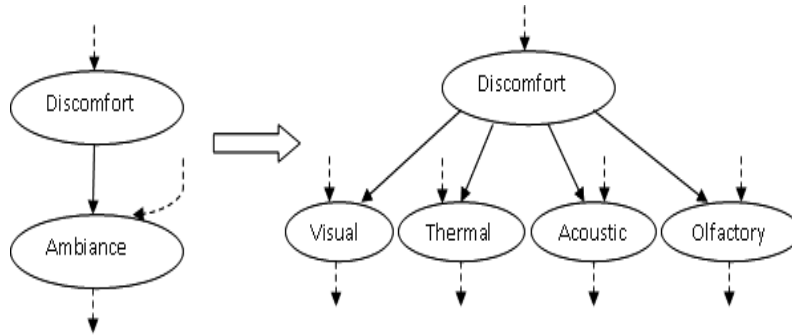 Discomfort
Ambiance
Discomfort
Visual
Thermal
Acoustic
Olfactory